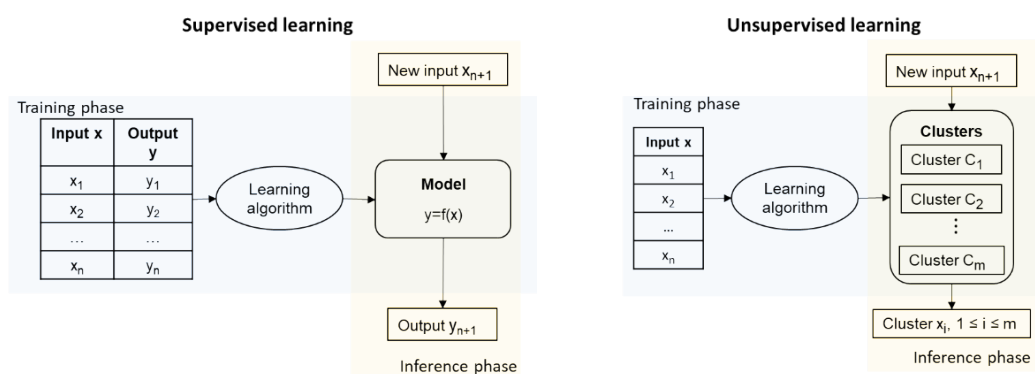 Supervised learning
New input xn+1
Training phase
Input x Output y
x1 y1
x2 y2
... ...
xn yn
Learning
algorithm
Model
y=f(x)
Output yn+1
Inference phase
Unsupervised learning
New input xn+1
Training phase
Input x
x1
x2
...
xn
Learning
algorithm
Clusters
Cluster C1
Cluster C2
⋮
Cluster Cm
Cluster xi, 1 ≤ i ≤ m
Inference phase